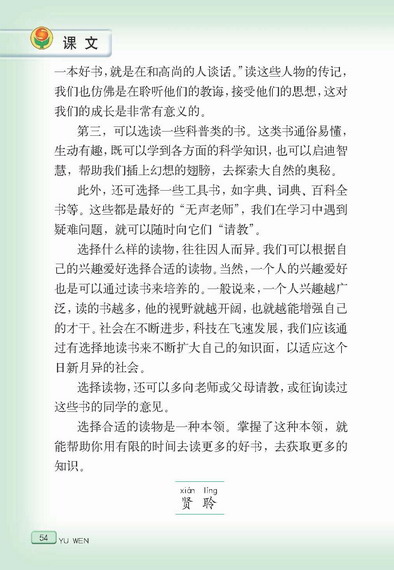 课文
一本好书，就是在和高尚的人谈话。”读这些人物的传记，
我们也仿佛是在聆听他们的教诲，接受他们的思想，这对
我们的成长是非常有意义的。
第三，可以选读一些科普类的书。这类书通俗易懂，
生动有趣，既可以学到各方面的科学知识，也可以启迪智
慧，帮助我们插上幻想的翅膀，去探索大自然的奥秘。
此外，还可选择一些工具书，如字典、词典、百科全
书等。这些都是最好的“无声老师”，我们在学习中遇到
疑难问题，就可以随时向它们“请教”。
选择什么样的读物，往往因人而异。我们可以根据自
己的兴趣爱好选择合适的读物。当然，一个人的兴趣爱好
也是可以通过读书来培养的。一般说来，一个人兴趣越广
泛，读的书越多，他的视野就越开阔，也就越能增强自己
的才干。社会在不断进步，科技在飞速发展，我们应该通
过有选择地读书来不断扩大自己的知识面，以适应这个
日新月异的社会。
选择读物，还可以多向老师或父母请教，或征询读过
这些书的同学的意见。
选择合适的读物是一种本领。掌握了这种本领，就
能帮助你用有限的时间去读更多的好书，去获取更多的
知识。
xián líng
贤 聆
54 YU WEN